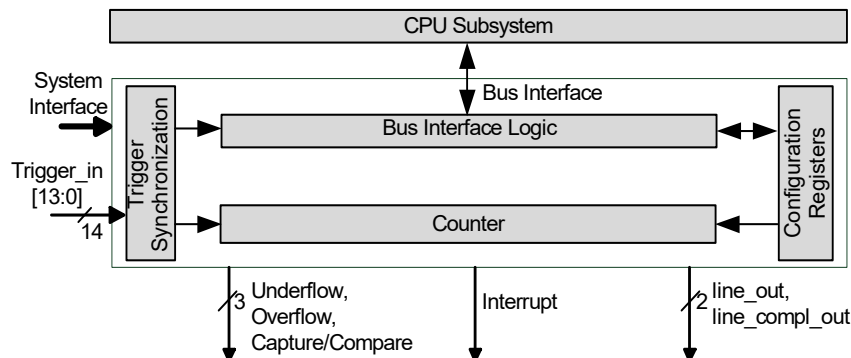 CPU Subsystem
System
Interface
Bus Interface
Trigger
Synchronization
Bus Interface Logic
Configuration
Registers
Trigger_in
[13:0]
14
Counter
3
Underflow,
Overflow,
Capture/Compare
Interrupt
2
line_out,
line_compl_out